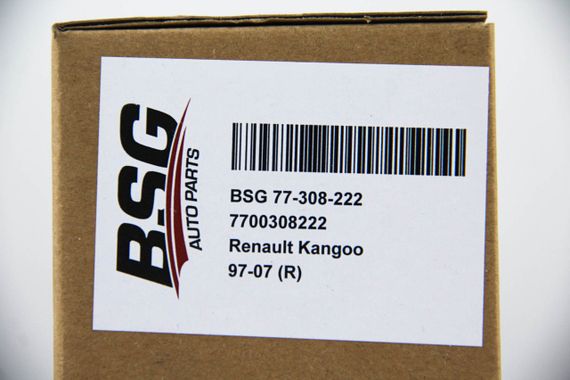 BSG
AUTO PARTS
BSG 77-308-222
7700308222
Renault Kangoo
97-07 (R)